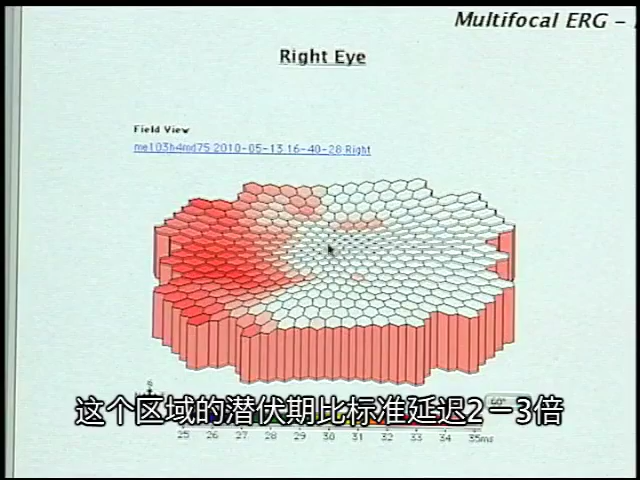 Multifocal ERG –
Right Eye
Field View
me103h4md75 2010-05-13 16-40-28 Right
60°
这个区域的潜伏期比标准延迟2－3倍
25 26 27 28 29 30 31 32 33 34 35ms